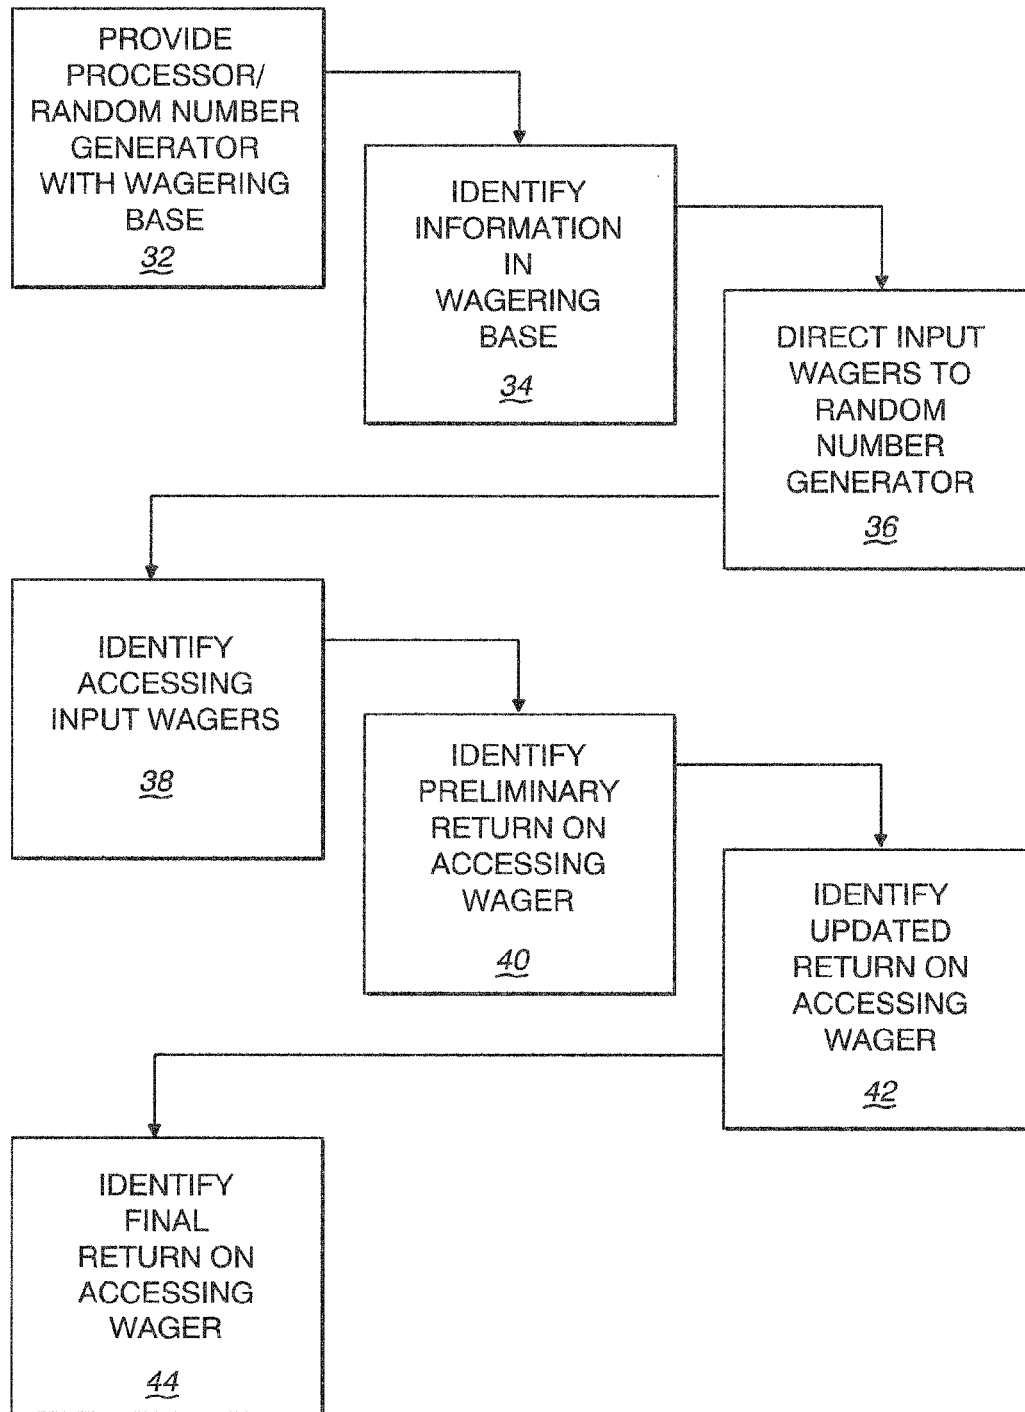 PROVIDE
PROCESSOR/
RANDOM NUMBER
GENERATOR
WITH WAGERING
BASE
32
IDENTIFY
INFORMATION
IN
WAGERING
BASE
34
DIRECT INPUT
WAGERS TO
RANDOM
NUMBER
GENERATOR
36
IDENTIFY
ACCESSING
INPUT WAGERS
38
IDENTIFY
PRELIMINARY
RETURN ON
ACCESSING
WAGER
40
IDENTIFY
UPDATED
RETURN ON
ACCESSING
WAGER
42
IDENTIFY
FINAL
RETURN ON
ACCESSING
WAGER
44